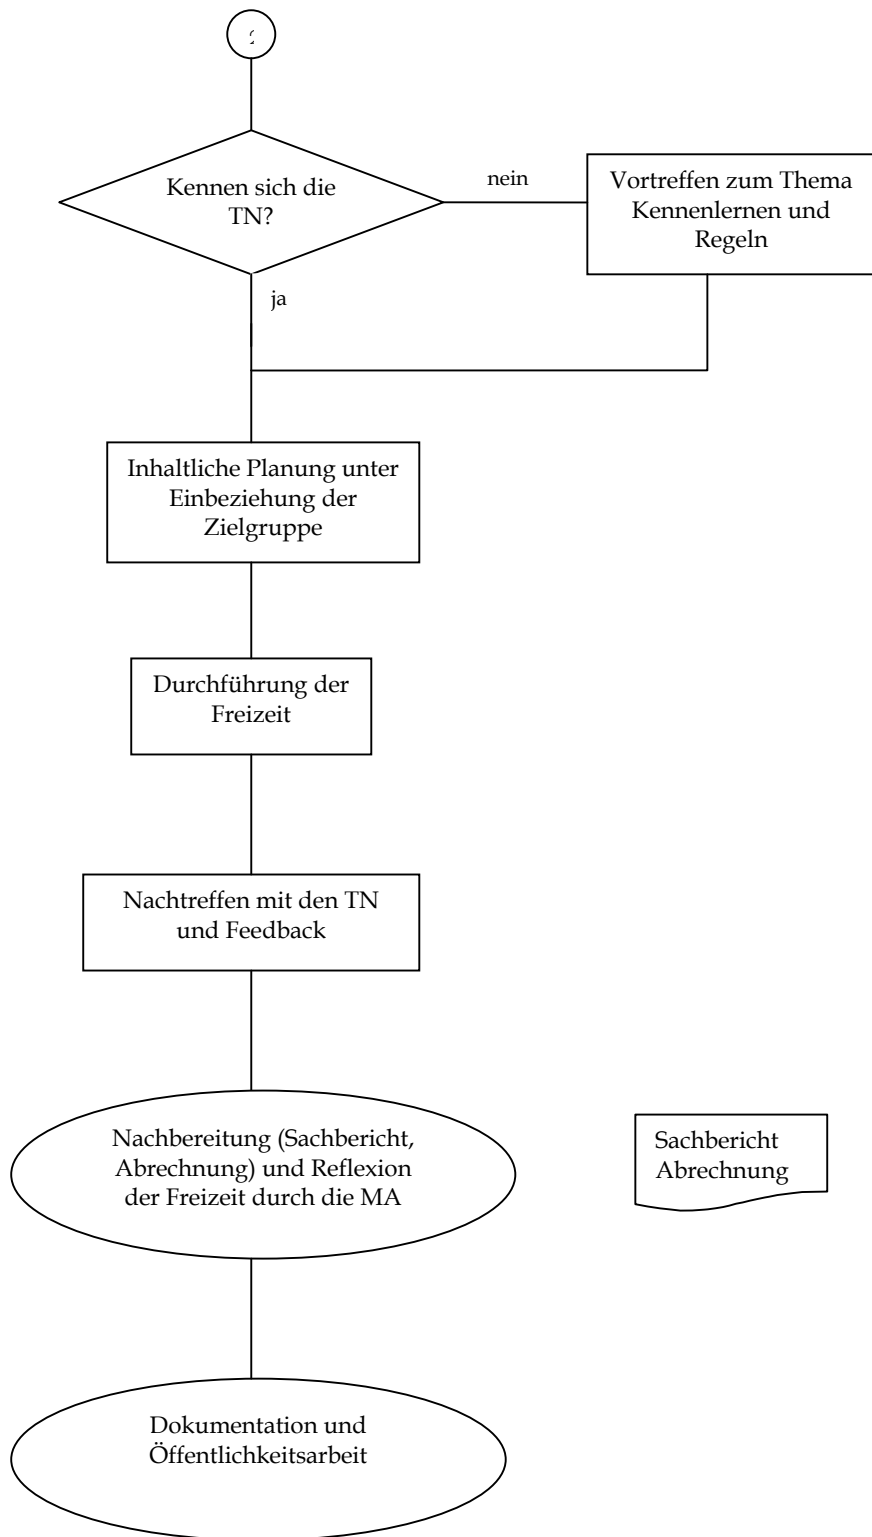 Kennen sich die
TN?
nein
Vortreffen zum Thema
Kennenlernen und
Regeln
ja
Inhaltliche Planung unter
Einbeziehung der
Zielgruppe
Durchführung der
Freizeit
Nachtreffen mit den TN
und Feedback
Nachbereitung (Sachbericht,
Abrechnung) und Reflexion
der Freizeit durch die MA
Sachbericht
Abrechnung
Dokumentation und
Öffentlichkeitsarbeit